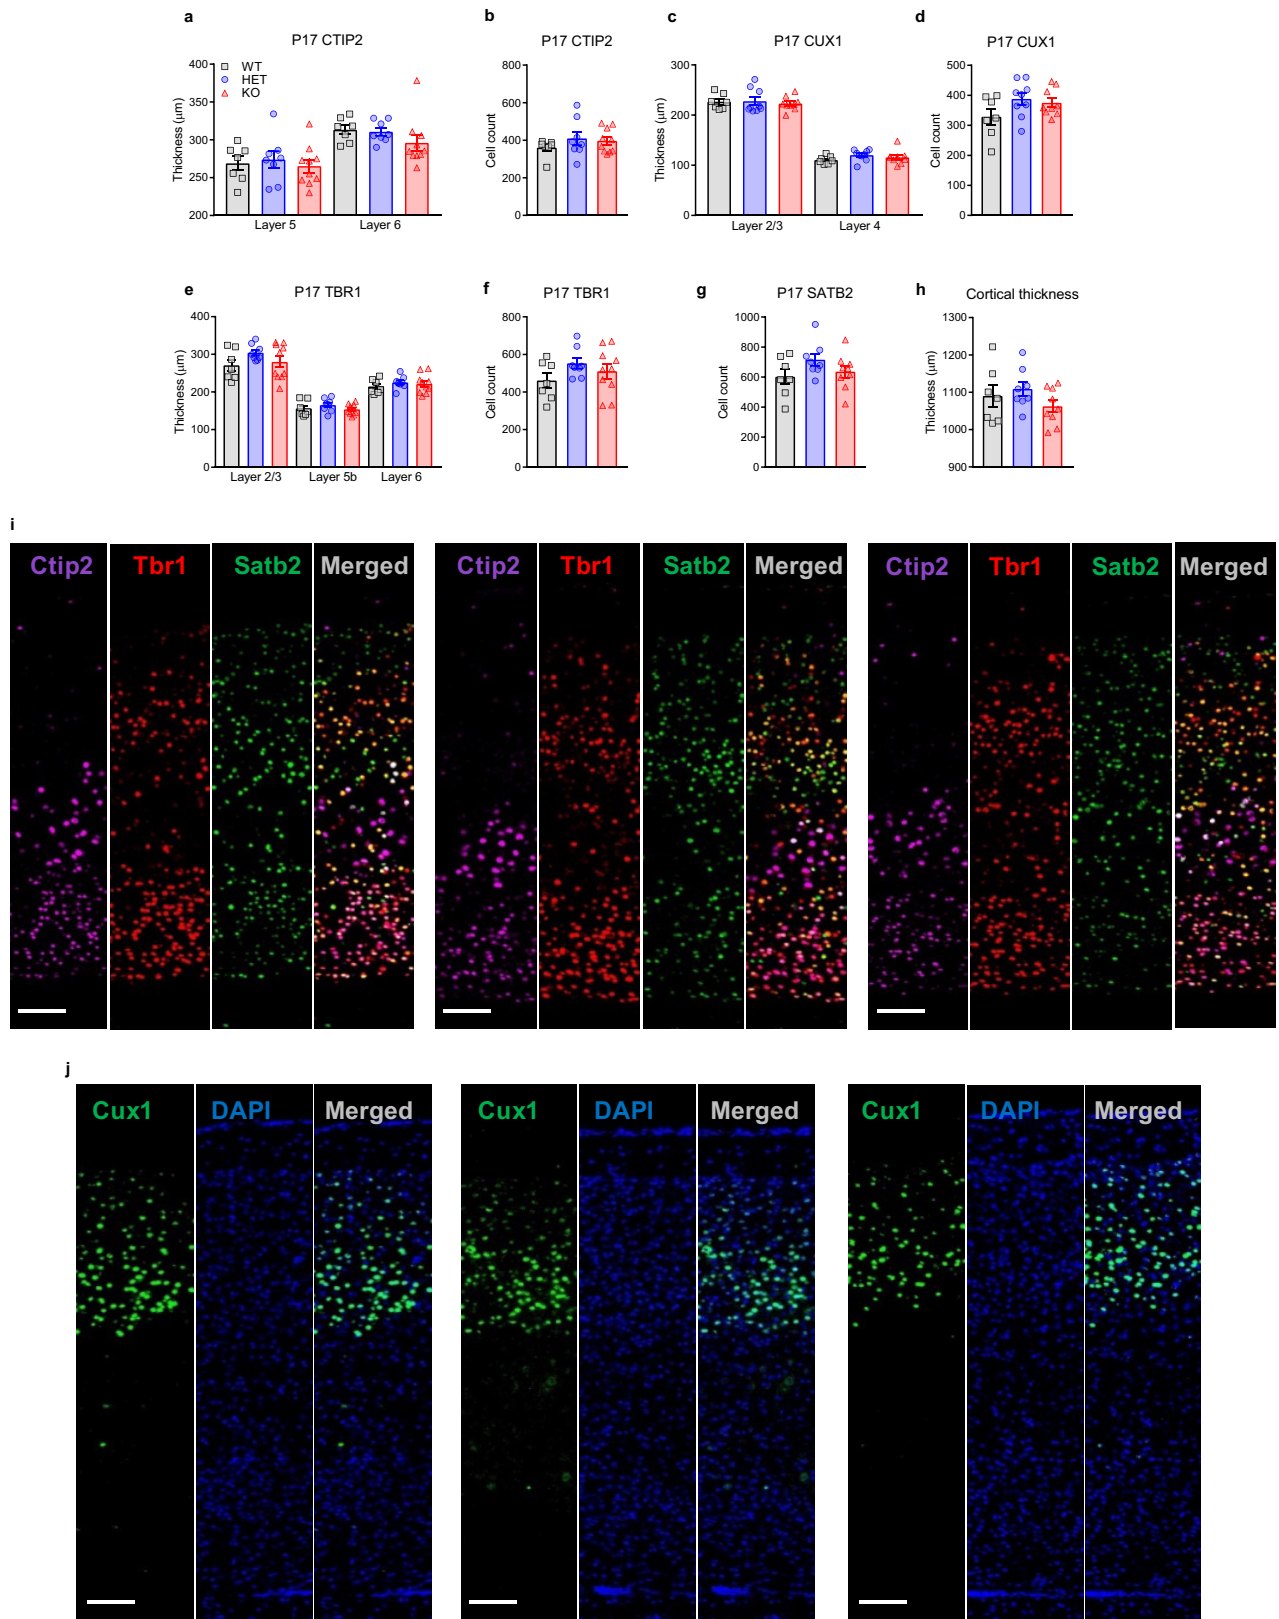 a
P17 CTIP2
WT
HET
KO
Thickness (μm)
400
350
300
250
200
Layer 5
Layer 6
b
P17 CTIP2
Cell count
800
600
400
200
0
c
P17 CUX1
Thickness (μm)
300
200
100
0
Layer 2/3
Layer 4
d
P17 CUX1
Cell count
500
400
300
200
100
0
e
P17 TBR1
Thickness (μm)
400
300
200
100
0
Layer 2/3
Layer 5b
Layer 6
f
P17 TBR1
Cell count
800
600
400
200
0
g
P17 SATB2
Cell count
1000
800
600
400
200
0
h
Cortical thickness
Thickness (μm)
1300
1200
1100
1000
900
i
Ctip2 Tbr1 Satb2 Merged
Ctip2 Tbr1 Satb2 Merged
Ctip2 Tbr1 Satb2 Merged
j
Cux1 DAPI Merged
Cux1 DAPI Merged
Cux1 DAPI Merged